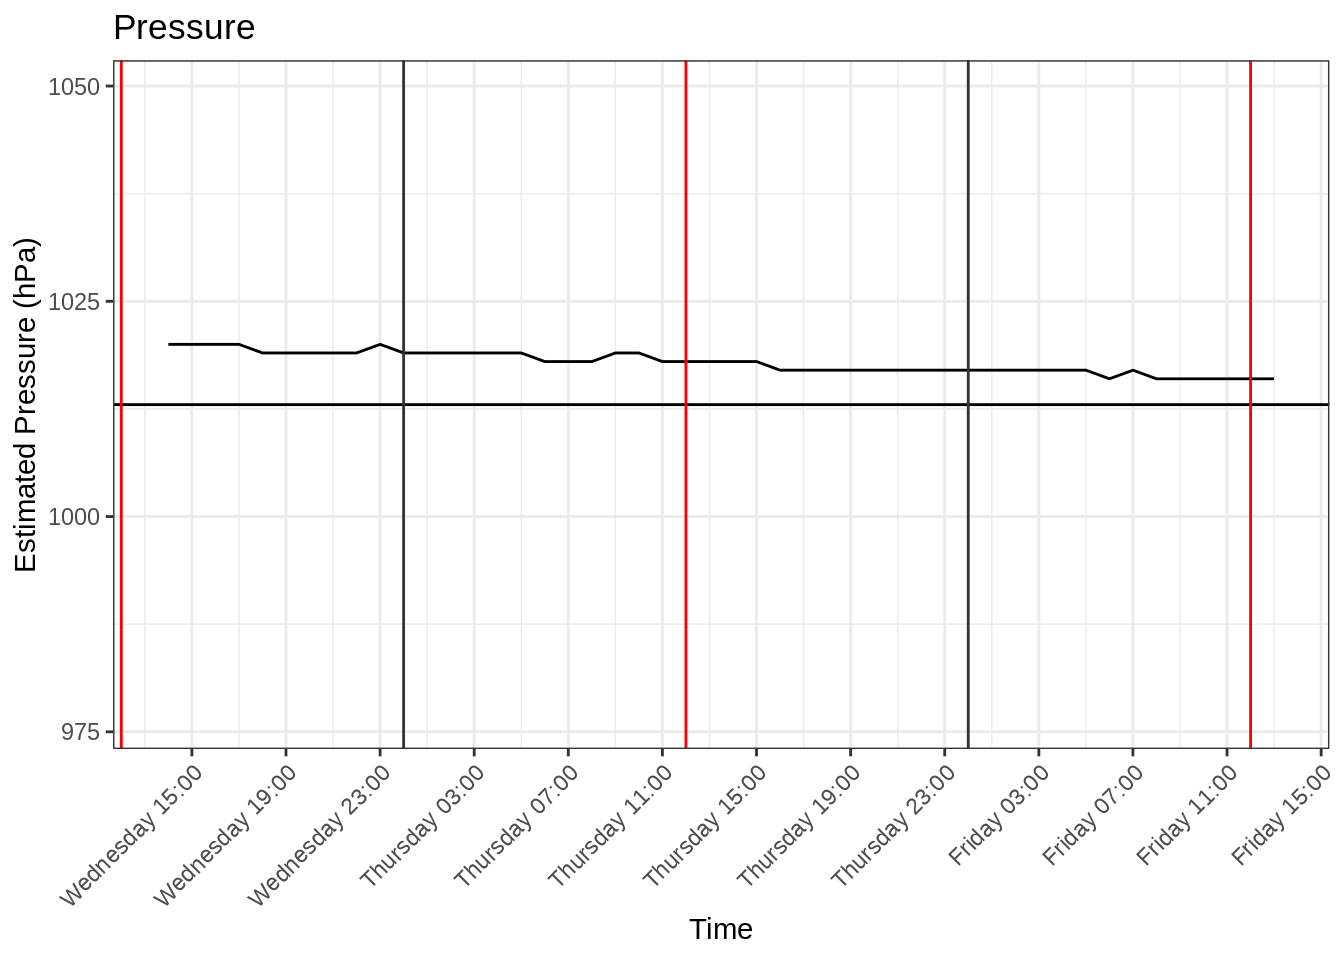 Pressure
1050
1025
1000
975
Estimated Pressure (hPa)
Wednesday 15:00
Wednesday 19:00
Wednesday 23:00
Thursday 03:00
Thursday 07:00
Thursday 11:00
Thursday 15:00
Thursday 19:00
Thursday 23:00
Friday 03:00
Friday 07:00
Friday 11:00
Friday 15:00
Time